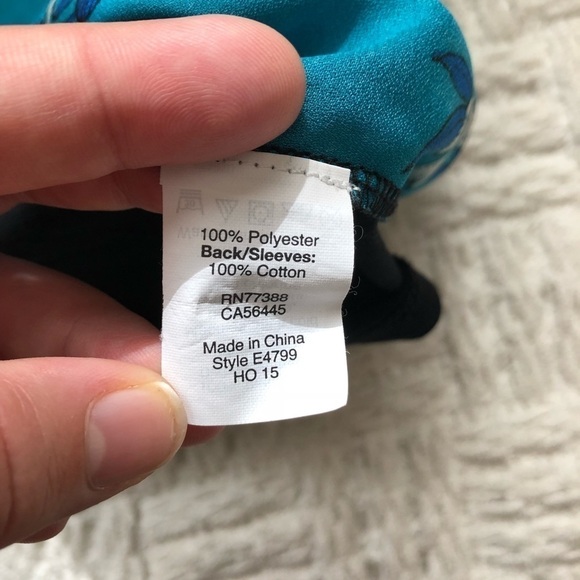 100% Polyester
Back/Sleeves:
100% Cotton
RN77388
CA56445
Made in China
Style E4799
HO 15